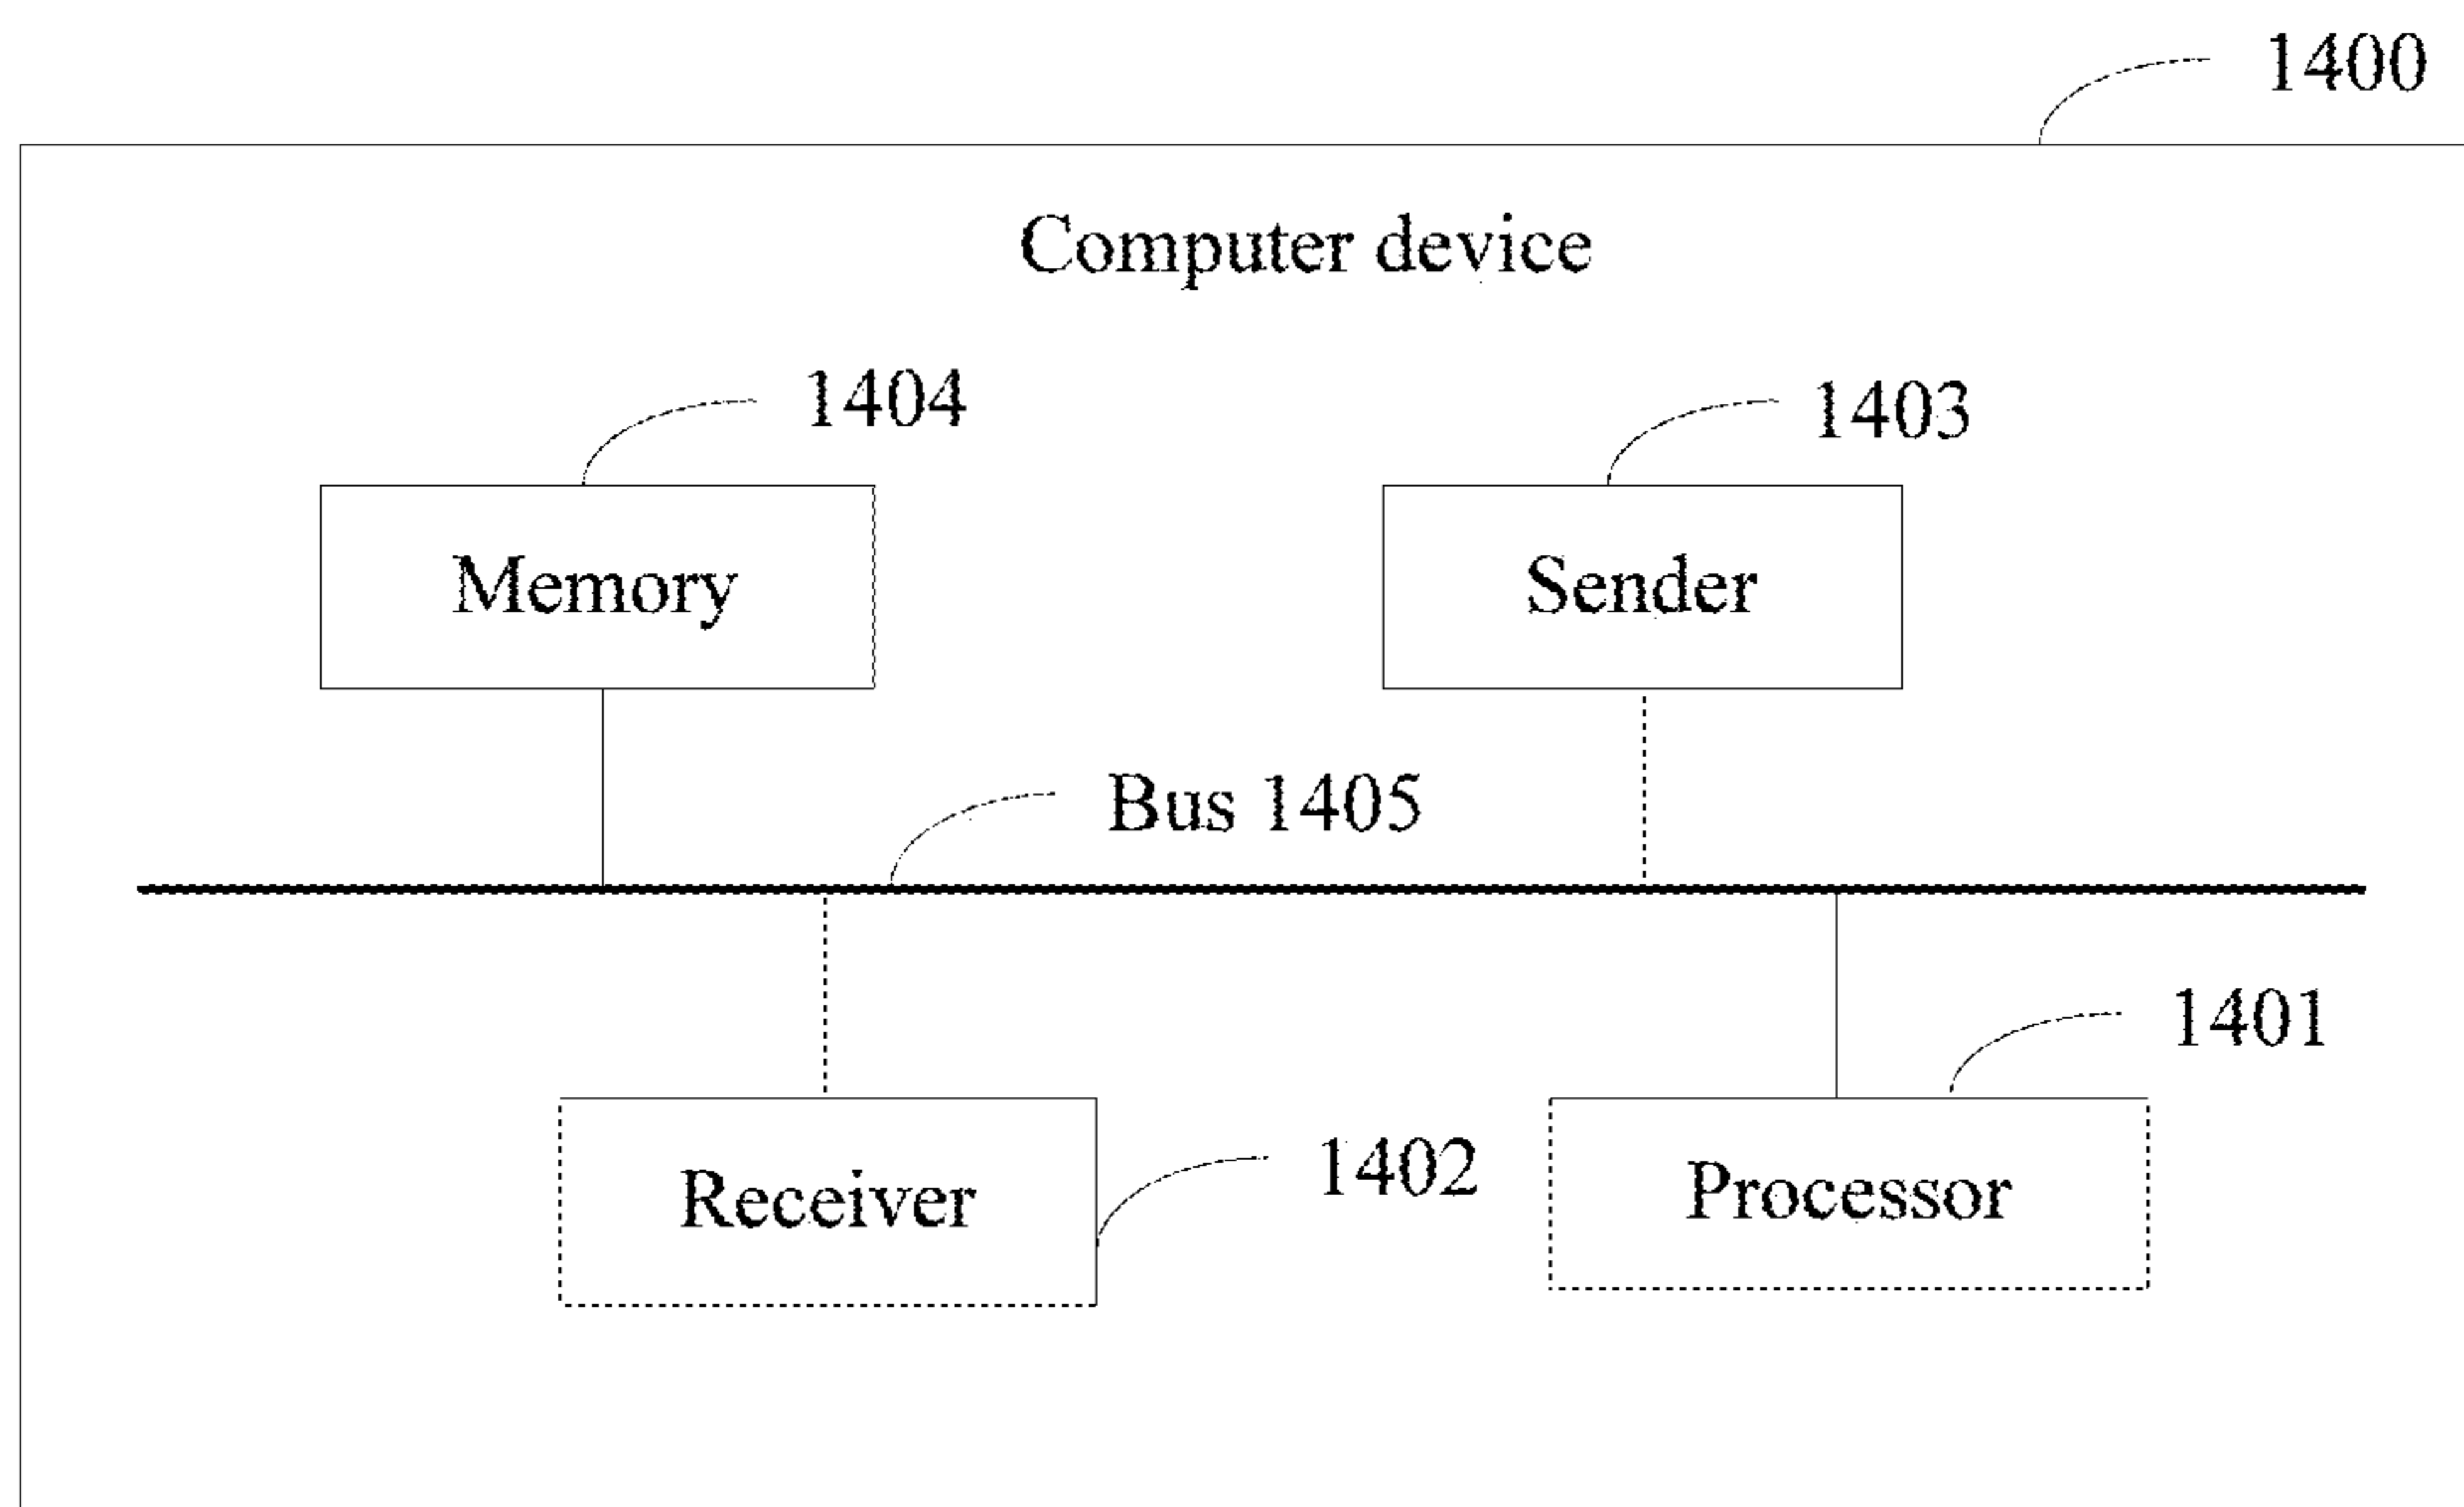 1400
Computer device
1404
1403
Memory
Sender
Bus 1405
1401
1402
Receiver
Processor